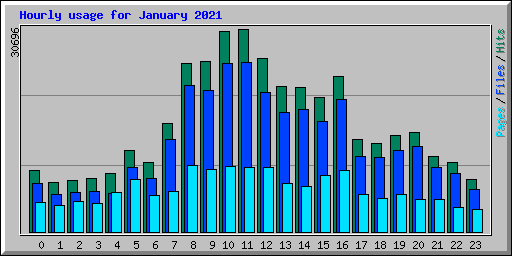 Hourly usage for January 2021
30696
Pages / Files / Hits
0 1 2 3 4 5 6 7 8 9 10 11 12 13 14 15 16 17 18 19 20 21 22 23